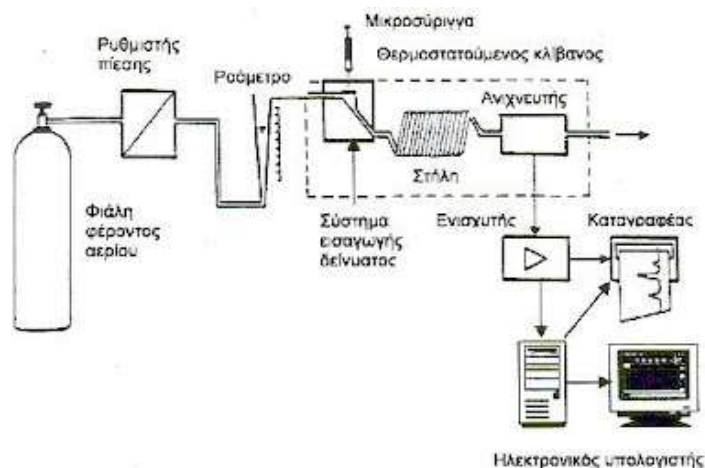 Μικροσύριγγα
Ρυθμιστής
πίεσης
Θερμοστατούμενος κλίβανος
Ροόμετρο
Ανιχνευτής
Στήλη
Φιάλη
φέροντος
αερίου
Σύστημα
εισαγωγής
δείγματος
Ενισχυτής
Καταγραφέας
Ηλεκτρονικός υπολογιστής